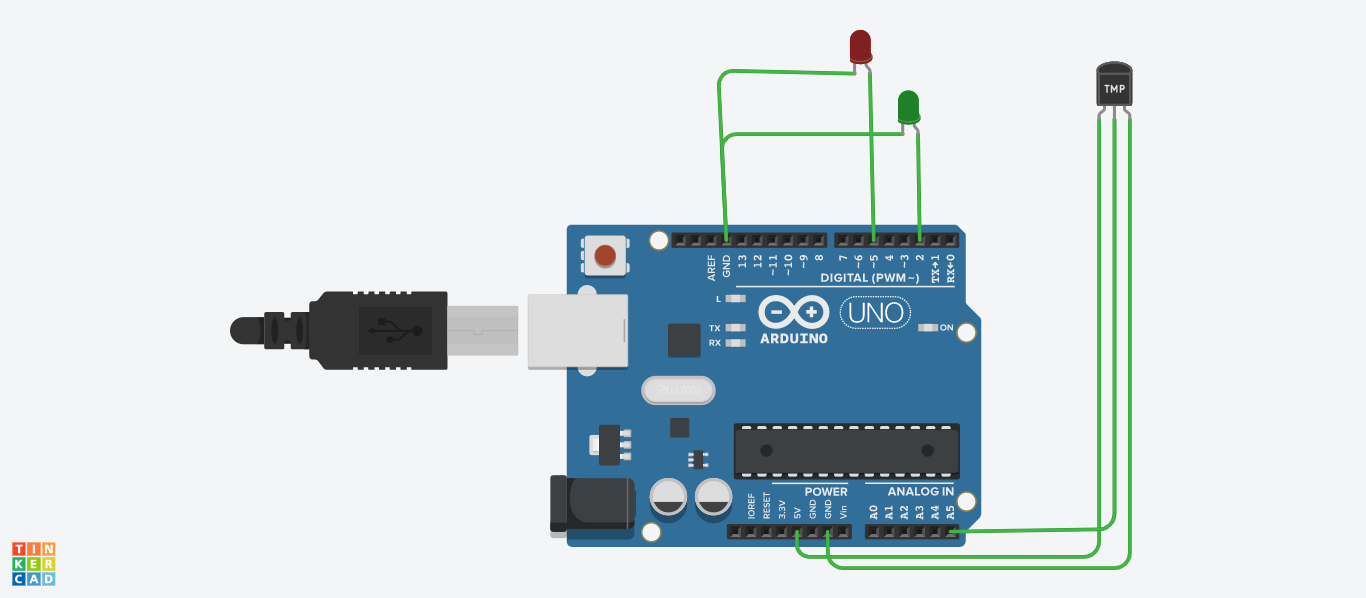 TMP
AREF
GND
13
12
~11
~10
~9
8
7
~6
~5
4
~3
2
TX→1
RX←0
DIGITAL (PWM~)
L
TX
RX
ARDUINO
UNO
ON
POWER
ANALOG IN
IOREF
RESET
3.3V
5V
GND
GND
Vin
A0
A1
A2
A3
A4
A5
TIN
KER
CAD